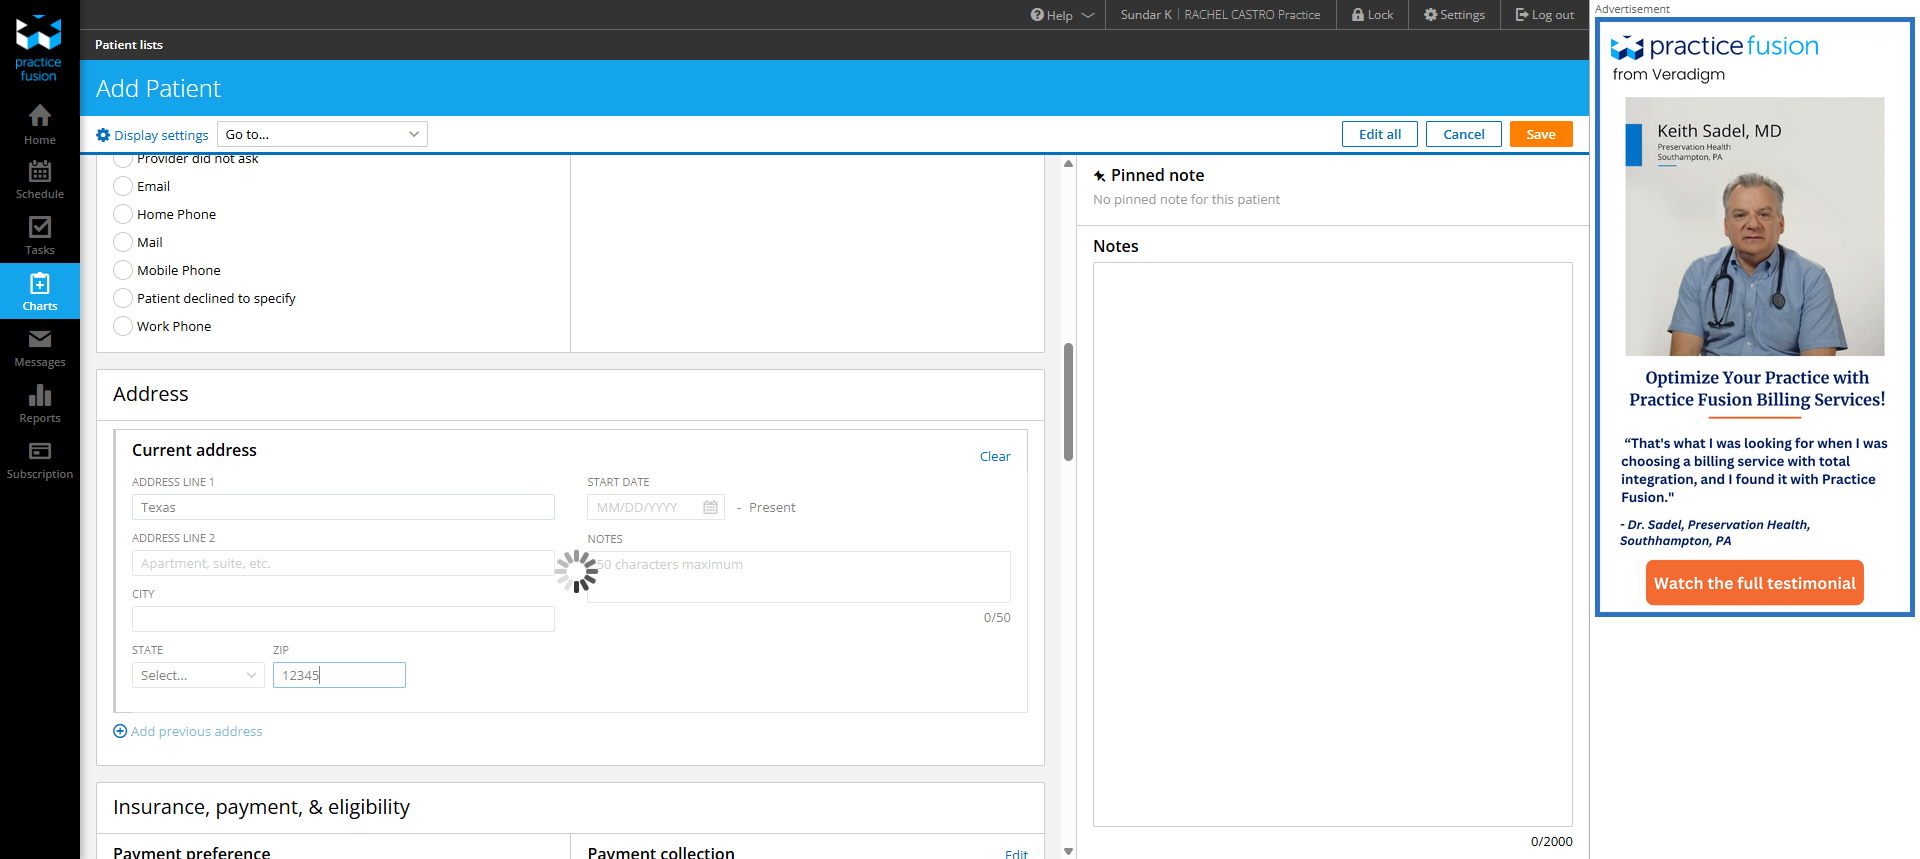 practice
fusion
Home
Schedule
Tasks
Charts
Messages
Reports
Subscription
Help
Sundar K | RACHEL CASTRO Practice
Lock
Settings
Log out
Patient lists
Add Patient
Display settings
Go to...
Edit all
Cancel
Save
Provider did not ask
Email
Home Phone
Mail
Mobile Phone
Patient declined to specify
Work Phone
Address
Current address
Clear
ADDRESS LINE 1
Texas
ADDRESS LINE 2
Apartment, suite, etc.
CITY
STATE
ZIP
Select...
12345
START DATE
MM/DD/YYYY
- Present
NOTES
50 characters maximum
0/50
Add previous address
Insurance, payment, & eligibility
Payment preference
Payment collection
Edit
Pinned note
No pinned note for this patient
Notes
0/2000
Advertisement
practice fusion
from Veradigm
Keith Sadel, MD
Preservation Health
Southampton, PA
Optimize Your Practice with
Practice Fusion Billing Services!
“That's what I was looking for when I was
choosing a billing service with total
integration, and I found it with Practice
Fusion."
- Dr. Sadel, Preservation Health,
Southhampton, PA
Watch the full testimonial